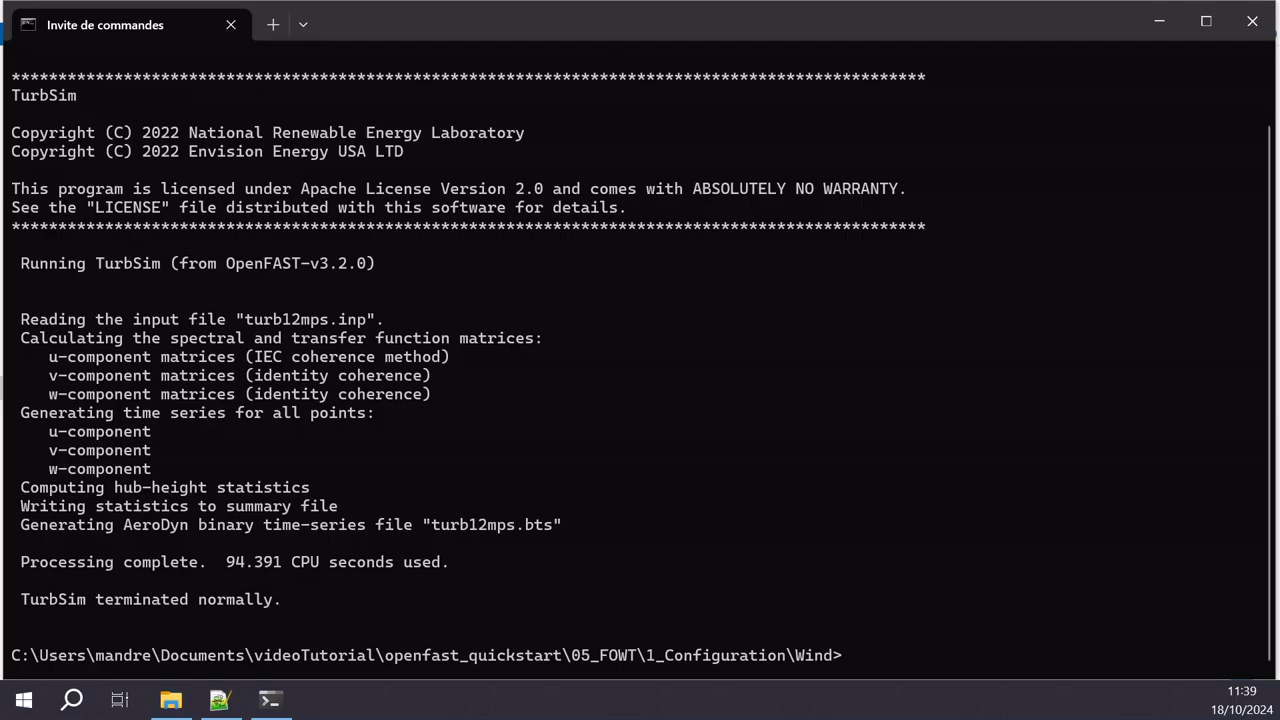 Invite de commandes
******************************************************************************************************
TurbSim
Copyright (C) 2022 National Renewable Energy Laboratory
Copyright (C) 2022 Envision Energy USA LTD
This program is licensed under Apache License Version 2.0 and comes with ABSOLUTELY NO WARRANTY.
See the "LICENSE" file distributed with this software for details.
******************************************************************************************************
Running TurbSim (from OpenFAST-v3.2.0)
Reading the input file "turb12mps.inp".
Calculating the spectral and transfer function matrices:
u-component matrices (IEC coherence method)
v-component matrices (identity coherence)
w-component matrices (identity coherence)
Generating time series for all points:
u-component
v-component
w-component
Computing hub-height statistics
Writing statistics to summary file
Generating AeroDyn binary time-series file "turb12mps.bts"
Processing complete.  94.391 CPU seconds used.
TurbSim terminated normally.
C:\Users\mandre\Documents\videoTutorial\openfast_quickstart\05_FOWT\1_Configuration\Wind>
11:39
18/10/2024